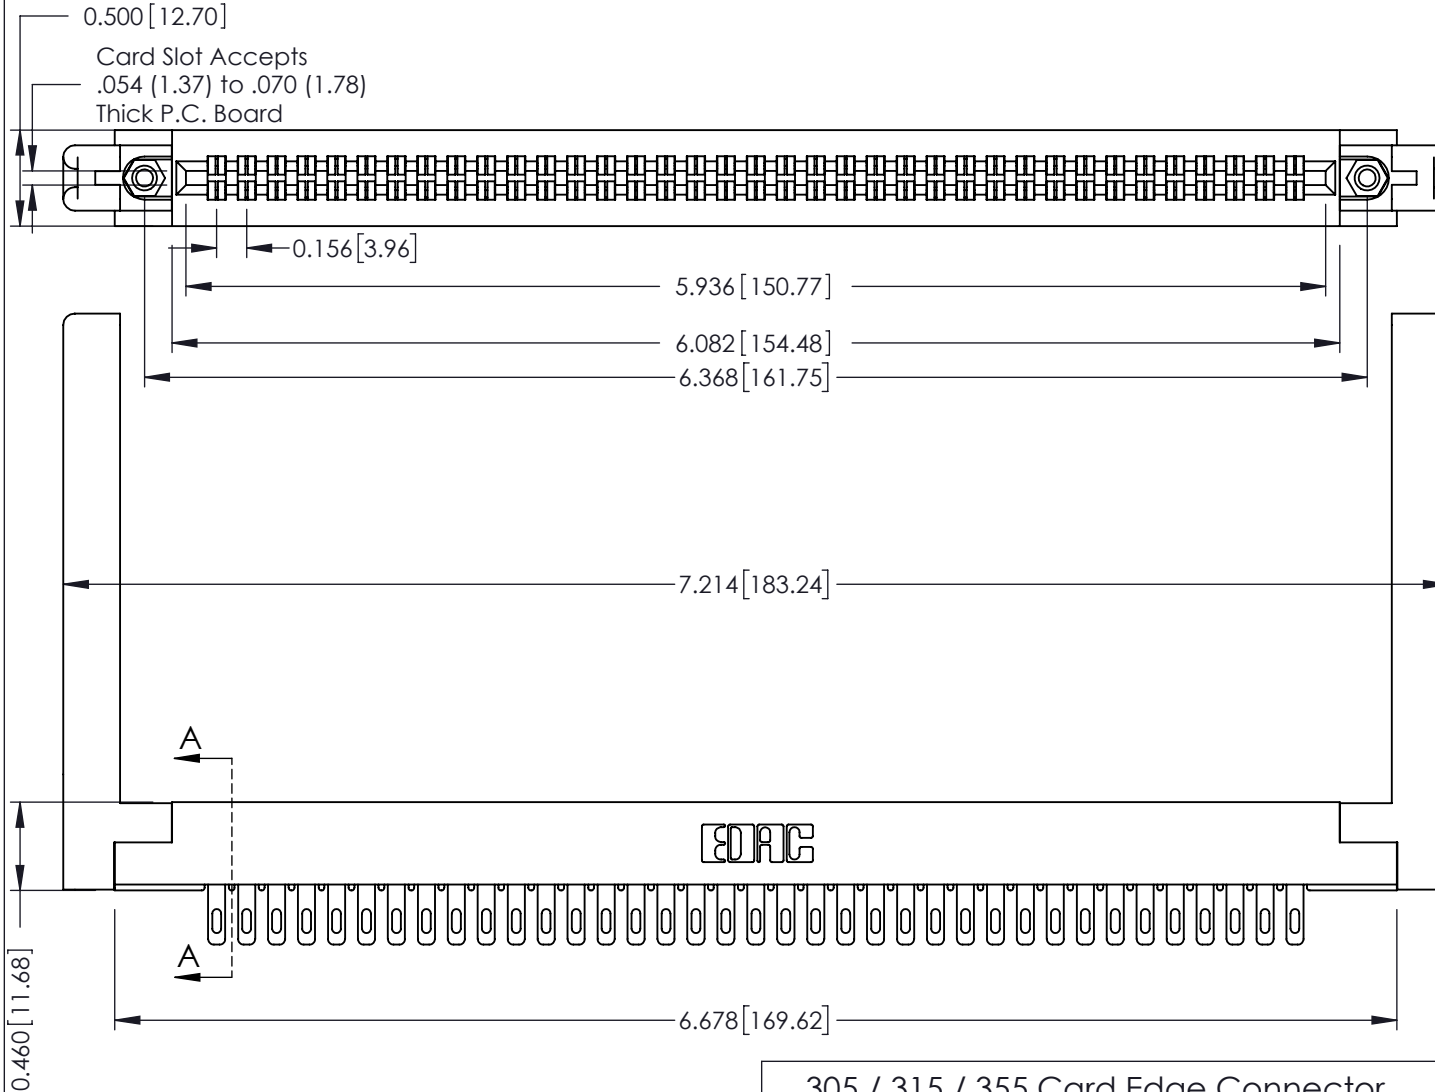 0.500 [12.70]
Card Slot Accepts
.054 (1.37) to .070 (1.78)
Thick P.C. Board
0.156 [3.96]
5.936 [150.77]
6.082 [154.48]
6.368 [161.75]
7.214 [183.24]
A
EDAC
A
0.460 [11.68]
6.678 [169.62]
305 / 315 / 355 Card Edge Connector